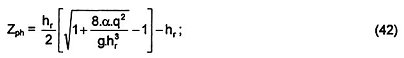 Z_ph = h_r/2 [√(1+ 8.α.q²/g.h_r³ −1] − h_r ; (42)